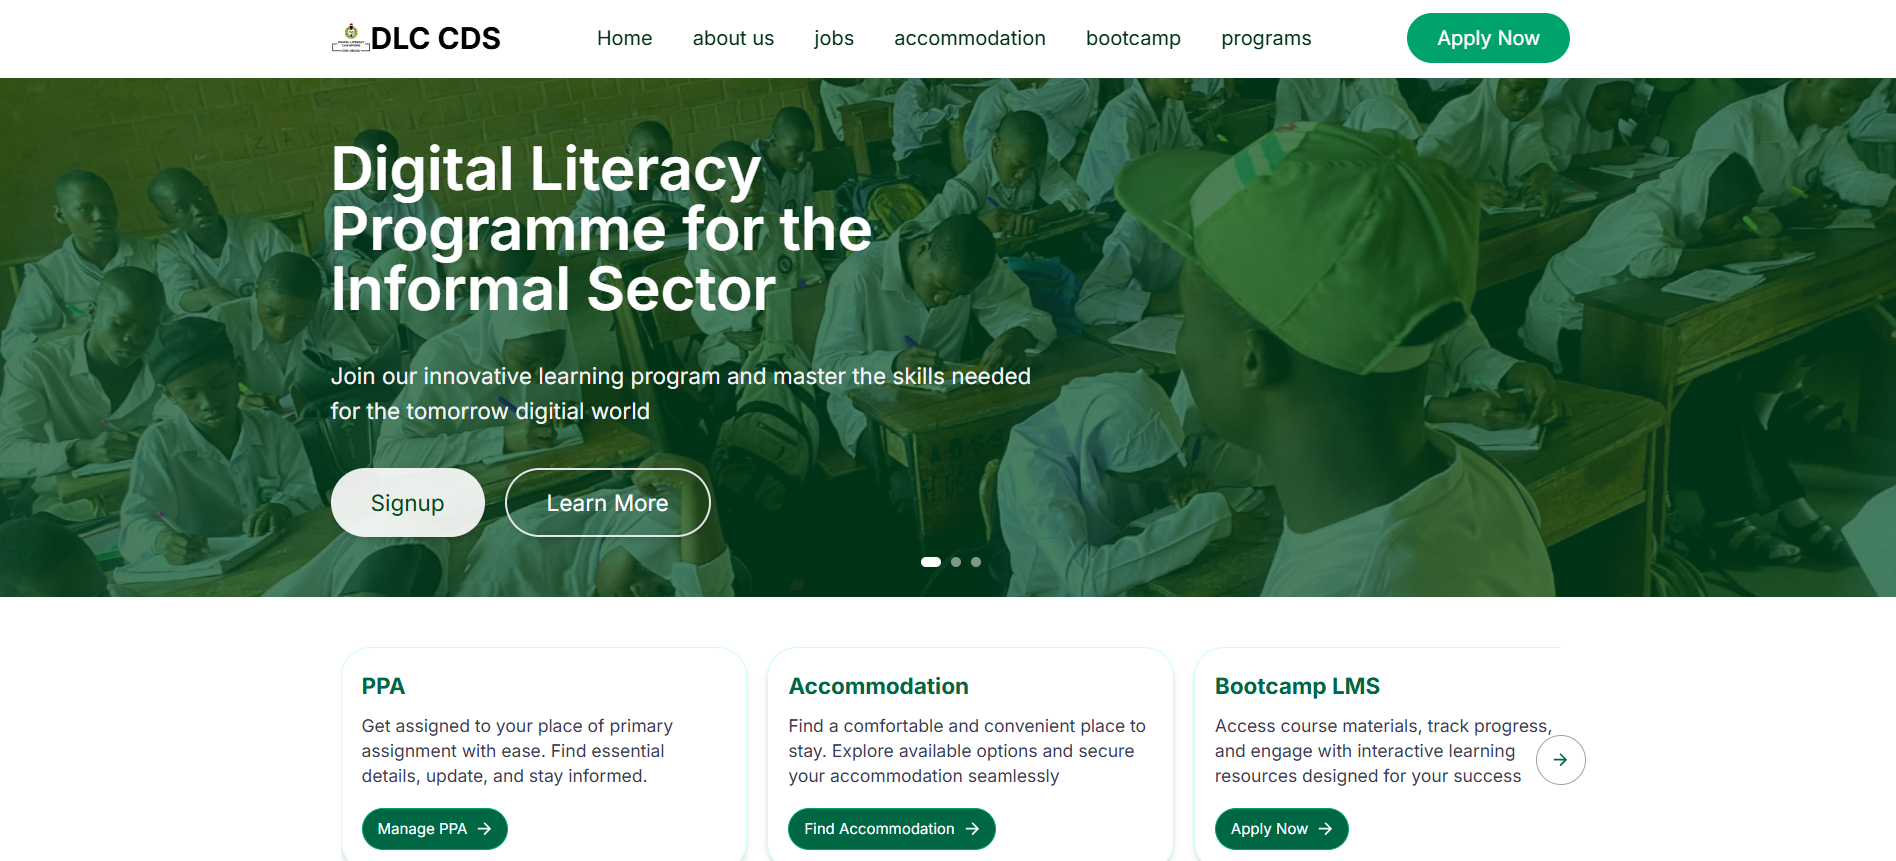 DLC CDS
Home
about us
jobs
accommodation
bootcamp
programs
Apply Now
Digital Literacy
Programme for the
Informal Sector
Join our innovative learning program and master the skills needed
for the tomorrow digitial world
Signup
Learn More
PPA
Get assigned to your place of primary
assignment with ease. Find essential
details, update, and stay informed.
Manage PPA
Accommodation
Find a comfortable and convenient place to
stay. Explore available options and secure
your accommodation seamlessly
Find Accommodation
Bootcamp LMS
Access course materials, track progress,
and engage with interactive learning
resources designed for your success
Apply Now